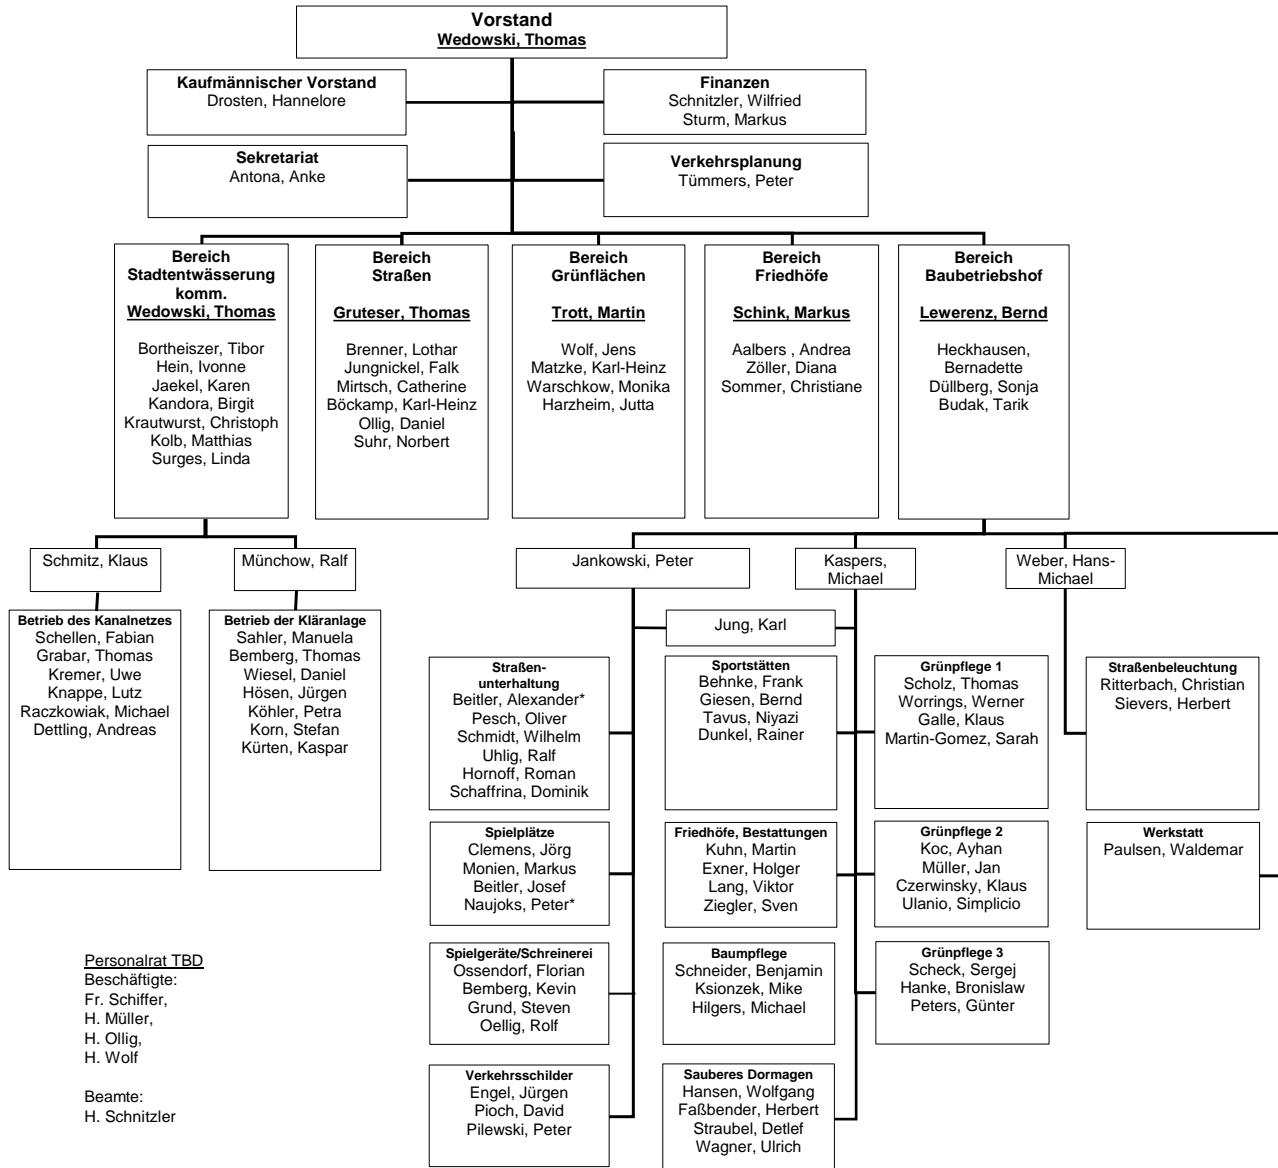 Vorstand
Wedowski, Thomas
Kaufmännischer Vorstand
Drosten, Hannelore
Finanzen
Schnitzler, Wilfried
Sturm, Markus
Sekretariat
Antona, Anke
Verkehrsplanung
Tümmers, Peter
Bereich
Stadtentwässerung
komm.
Wedowski, Thomas
Bortheiszer, Tibor
Hein, Ivonne
Jaekel, Karen
Kandora, Birgit
Krautwurst, Christoph
Kolb, Matthias
Surges, Linda
Bereich
Straßen
Gruteser, Thomas
Brenner, Lothar
Jungnickel, Falk
Mirtsch, Catherine
Böckamp, Karl-Heinz
Ollig, Daniel
Suhr, Norbert
Bereich
Grünflächen
Trott, Martin
Wolf, Jens
Matzke, Karl-Heinz
Warschkow, Monika
Harzheim, Jutta
Bereich
Friedhöfe
Schink, Markus
Aalbers , Andrea
Zöller, Diana
Sommer, Christiane
Bereich
Baubetriebshof
Lewerenz, Bernd
Heckhausen,
Bernadette
Düllberg, Sonja
Budak, Tarik
Schmitz, Klaus
Münchow, Ralf
Jankowski, Peter
Kaspers,
Michael
Weber, Hans-
Michael
Jung, Karl
Betrieb des Kanalnetzes
Schellen, Fabian
Grabar, Thomas
Kremer, Uwe
Knappe, Lutz
Raczkowiak, Michael
Dettling, Andreas
Betrieb der Kläranlage
Sahler, Manuela
Bemberg, Thomas
Wiesel, Daniel
Hösen, Jürgen
Köhler, Petra
Korn, Stefan
Kürten, Kaspar
Straßen-
unterhaltung
Beitler, Alexander*
Pesch, Oliver
Schmidt, Wilhelm
Uhlig, Ralf
Hornoff, Roman
Schaffrina, Dominik
Sportstätten
Behnke, Frank
Giesen, Bernd
Tavus, Niyazi
Dunkel, Rainer
Grünpflege 1
Scholz, Thomas
Worrings, Werner
Galle, Klaus
Martin-Gomez, Sarah
Straßenbeleuchtung
Ritterbach, Christian
Sievers, Herbert
Spielplätze
Clemens, Jörg
Monien, Markus
Beitler, Josef
Naujoks, Peter*
Friedhöfe, Bestattungen
Kuhn, Martin
Exner, Holger
Lang, Viktor
Ziegler, Sven
Grünpflege 2
Koc, Ayhan
Müller, Jan
Czerwinsky, Klaus
Ulanio, Simplicio
Werkstatt
Paulsen, Waldemar
Spielgeräte/Schreinerei
Ossendorf, Florian
Bemberg, Kevin
Grund, Steven
Oellig, Rolf
Baumpflege
Schneider, Benjamin
Ksionzek, Mike
Hilgers, Michael
Grünpflege 3
Scheck, Sergej
Hanke, Bronislaw
Peters, Günter
Verkehrsschilder
Engel, Jürgen
Pioch, David
Pilewski, Peter
Sauberes Dormagen
Hansen, Wolfgang
Faßbender, Herbert
Straubel, Detlef
Wagner, Ulrich
Personalrat TBD
Beschäftigte:
Fr. Schiffer,
H. Müller,
H. Ollig,
H. Wolf
Beamte:
H. Schnitzler